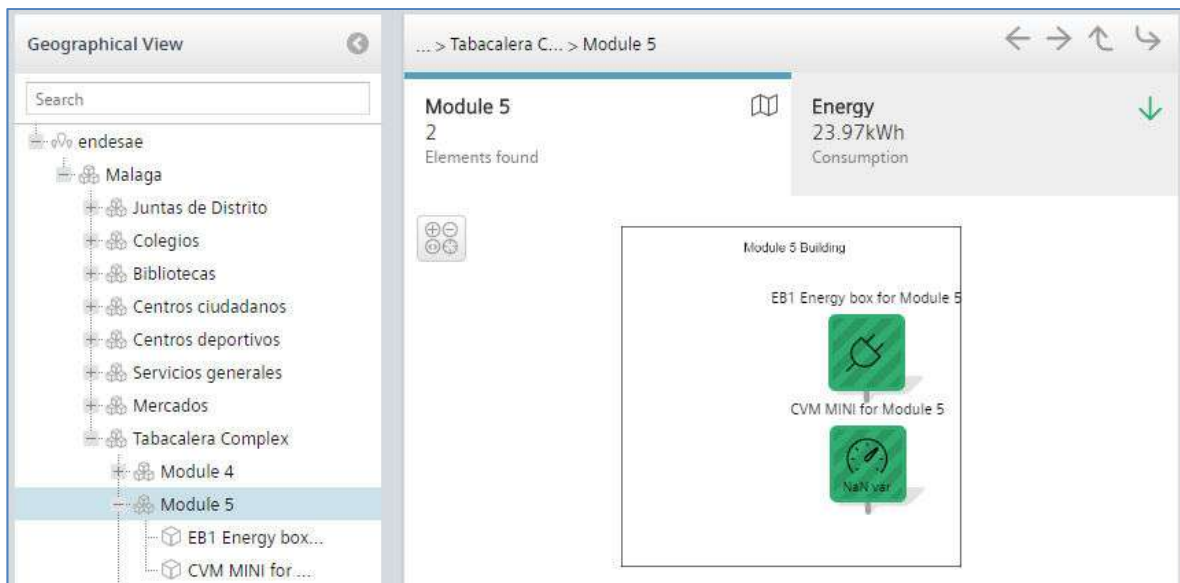 Geographical View
Search
endesae
Malaga
Juntas de Distrito
Colegios
Bibliotecas
Centros ciudadanos
Centros deportivos
Servicios generales
Mercados
Tabacalera Complex
Module 4
Module 5
EB1 Energy box...
CVM MINI for ...
... > Tabacalera C... > Module 5
Module 5
2
Elements found
Energy
23.97kWh
Consumption
Module 5 Building
EB1 Energy box for Module 5
CVM MINI for Module 5
NaN var